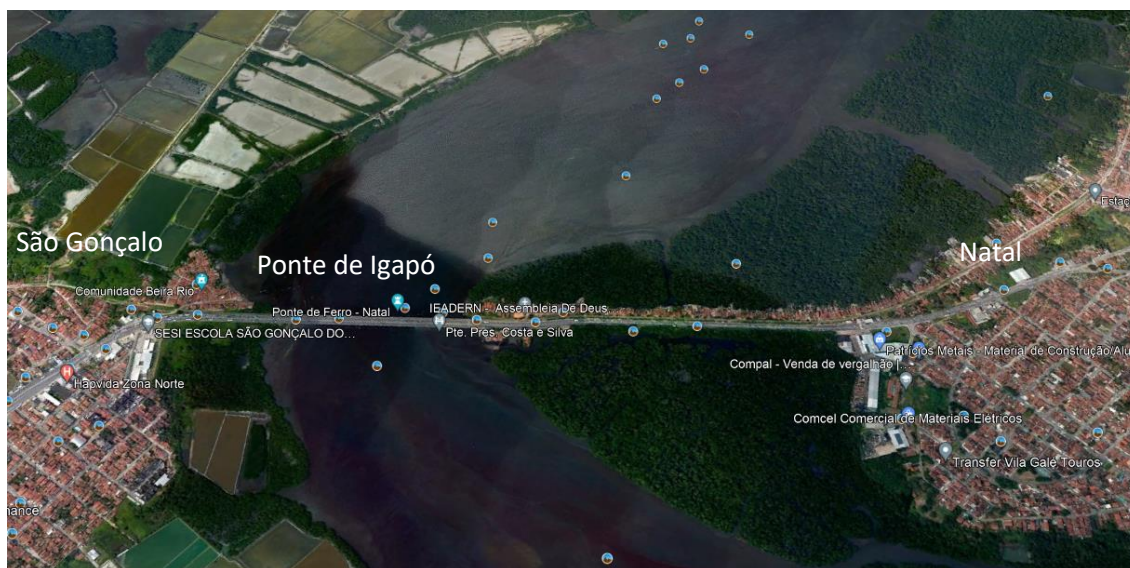 São Gonçalo
Ponte de Igapó
Natal
Comunidade Beira Rio
Ponte de Ferro - Natal
IEADERN - Assembleia De Deus
SESI ESCOLA SÃO GONÇALO DO...
Pte. Pres. Costa e Silva
Hapvida Zona Norte
Patrícios Metais - Material de Construção/Alu
Compal - Venda de vergalhão |...
Comcel Comercial de Materiais Elétricos
Transfer Vila Galé Touros